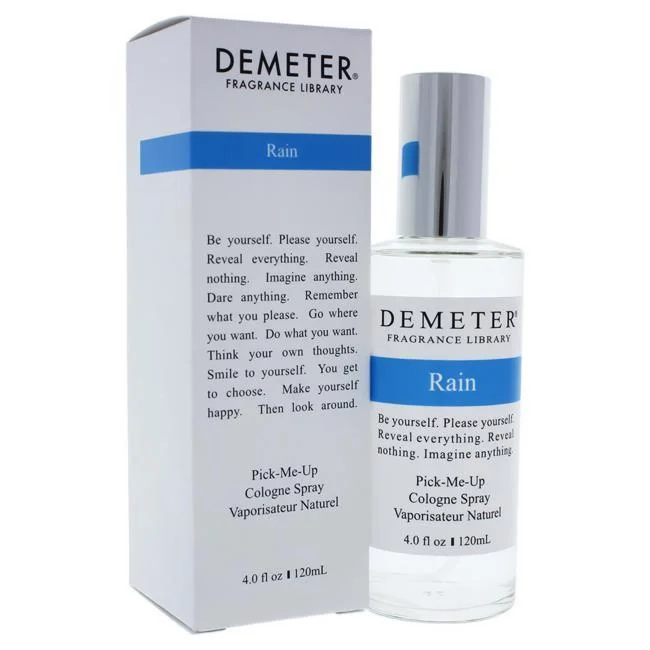 DEMETER®
FRAGRANCE LIBRARY
Rain
Be yourself. Please yourself.
Reveal everything. Reveal
nothing. Imagine anything.
Dare anything. Remember
what you please. Go where
you want. Do what you want.
Think your own thoughts.
Smile to yourself. You get
to choose. Make yourself
happy. Then look around.
Pick-Me-Up
Cologne Spray
Vaporisateur Naturel
4.0 fl oz | 120mL
DEMETER®
FRAGRANCE LIBRARY
Rain
Be yourself. Please yourself.
Reveal everything. Reveal
nothing. Imagine anything.
Pick-Me-Up
Cologne Spray
Vaporisateur Naturel
4.0 fl oz | 120mL